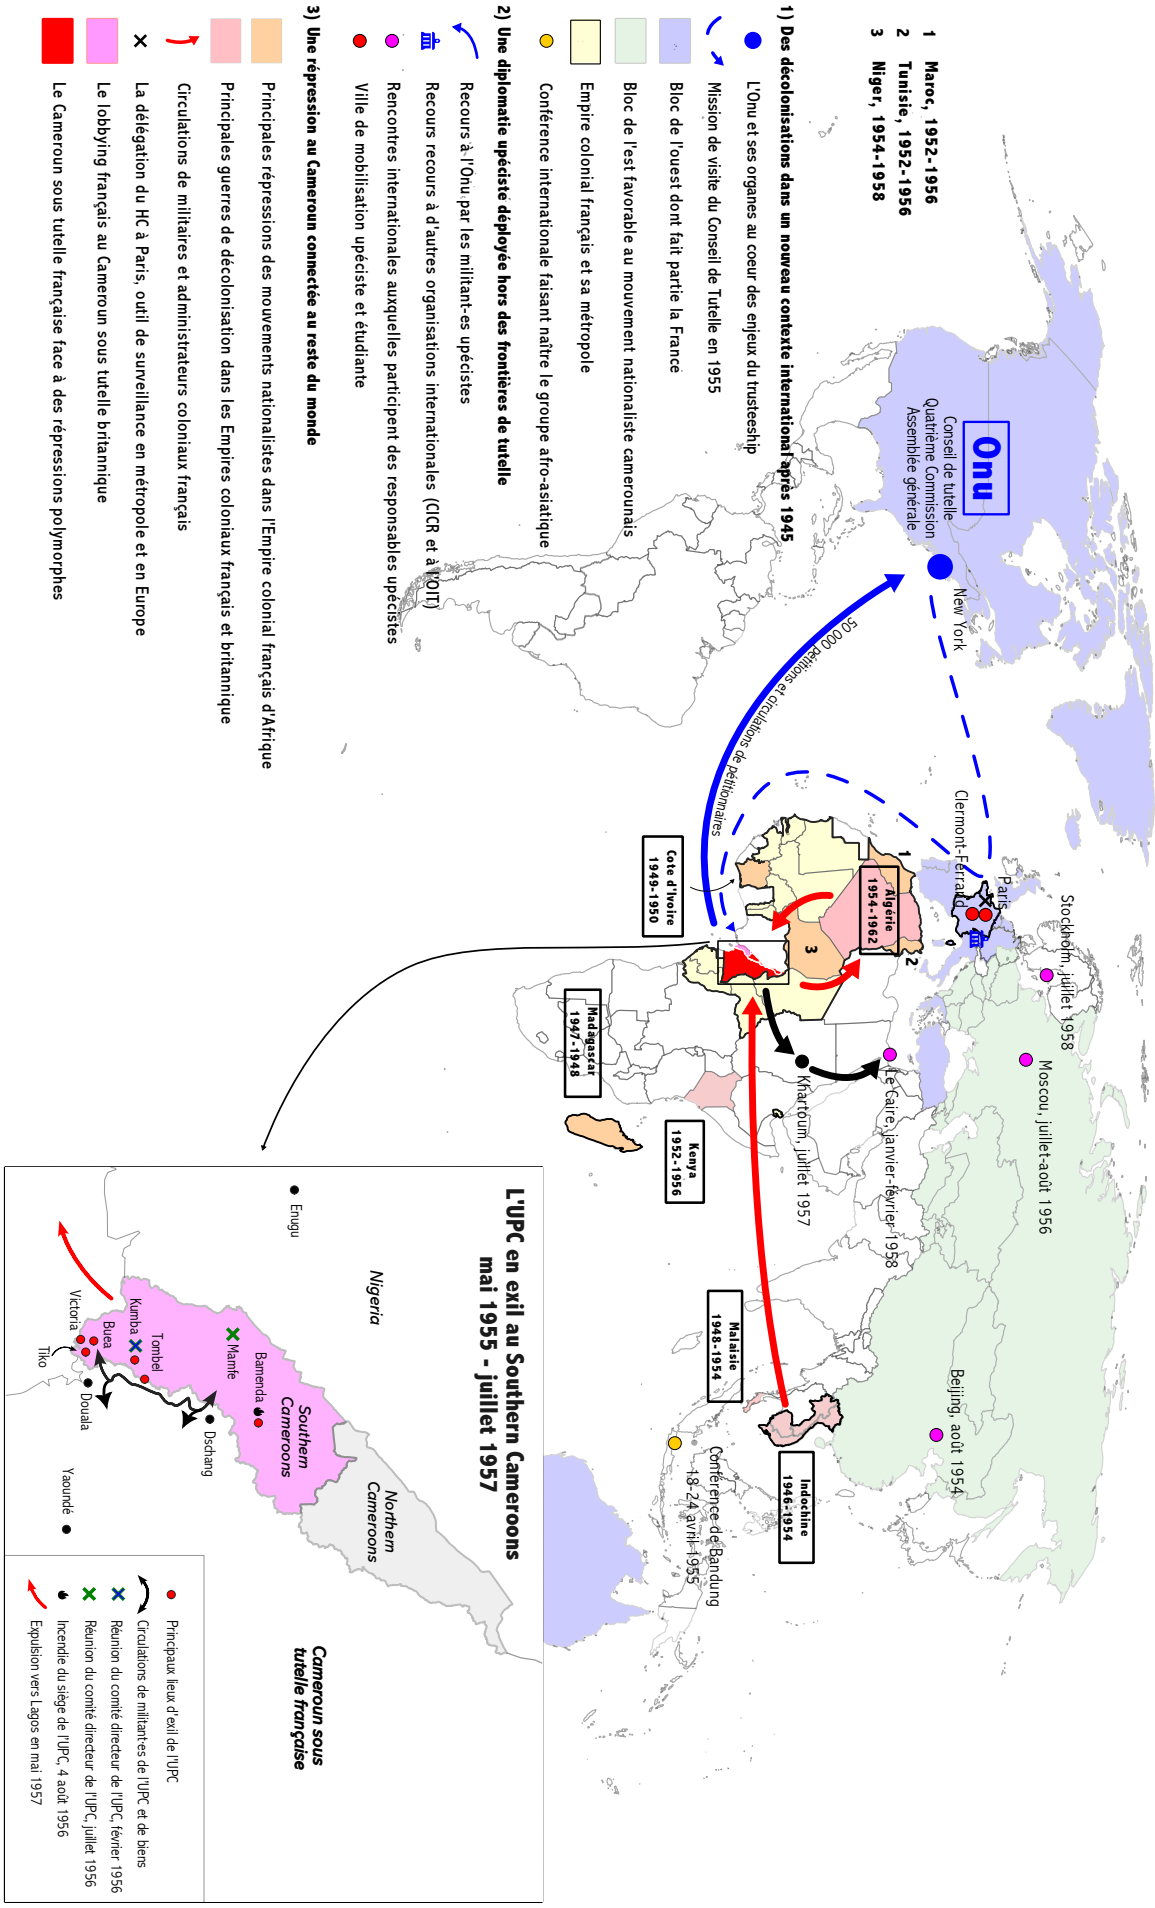 1 Maroc, 1952-1956
2 Tunisie, 1952-1956
3 Niger, 1954-1958
1) Des décolonisations dans un nouveau contexte international après 1945
L'Onu et ses organes au coeur des enjeux du trusteeship
Mission de visite du Conseil de Tutelle en 1955
Bloc de l'ouest dont fait partie la France
Bloc de l'est favorable au mouvement nationaliste camerounais
Empire colonial français et sa métropole
Conférence internationale faisant naître le groupe afro-asiatique
2) Une diplomatie upéciste déployée hors des frontières de tutelle
Recours à l'Onu par les militant-es upécistes
Recours recours à d'autres organisations internationales (CICR et à l'OIT)
Rencontres internationales auxquelles participent des responsables upécistes
Ville de mobilisation upéciste et étudiante
3) Une répression au Cameroun connectée au reste du monde
Principales répressions des mouvements nationalistes dans l'Empire colonial français d'Afrique
Principales guerres de décolonisation dans les Empires coloniaux français et britannique
Circulations de militaires et administrateurs coloniaux français
La délégation du HC à Paris, outil de surveillance en métropole et en Europe
Le lobbying français au Cameroun sous tutelle britannique
Le Cameroun sous tutelle française face à des répressions polymorphes
Onu
Conseil de tutelle
Quatrième Commission
Assemblée générale
New York
50 000 pétitions et circulations de pétitionnaires
Paris
Clermont-Ferrand
Stockholm, juillet 1958
Moscou, juillet-août 1956
1
Algérie
1954-1962
2
3
Cote d'Ivoire
1949-1950
Le Caire, janvier-février 1958
Khartoum, juillet 1957
Madagascar
1947-1948
Kenya
1952-1956
Malaisie
1948-1954
Indochine
1946-1954
Beijing, août 1954
Conférence de Bandung
18-24 avril 1955
L'UPC en exil au Southern Cameroons
mai 1955 - juillet 1957
Enugu
Nigeria
Mamfe
Bamenda
Southern
Cameroons
Northern
Cameroons
Kumba
Tombel
Buea
Victoria
Tiko
Douala
Dschang
Yaoundé
Cameroun sous
tutelle française
Principaux lieux d'exil de l'UPC
Circulations de militantes de l'UPC et de biens
Réunion du comité directeur de l'UPC, février 1956
Réunion du comité directeur de l'UPC, juillet 1956
Incendie du siège de l'UPC, 4 août 1956
Expulsion vers Lagos en mai 1957